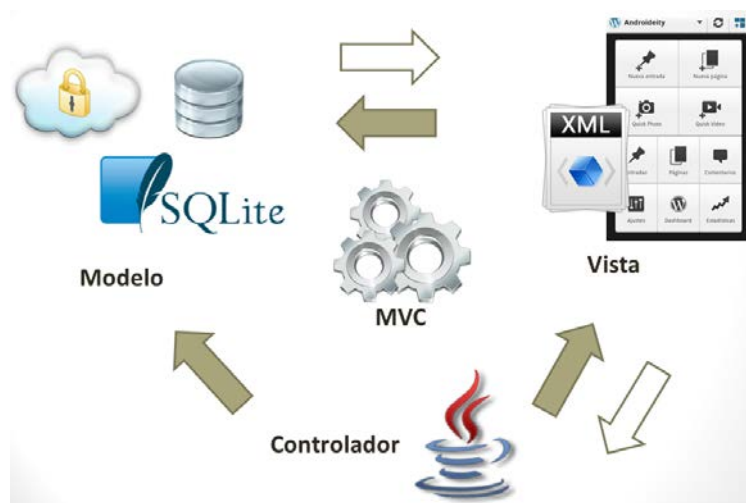 Androideity
Nueva entrada
Nueva página
Quick Photo
Quick Video
XML
Entradas
Páginas
Comentarios
Ajustes
Dashboard
Estadísticas
SQLite
Modelo
Vista
MVC
Controlador